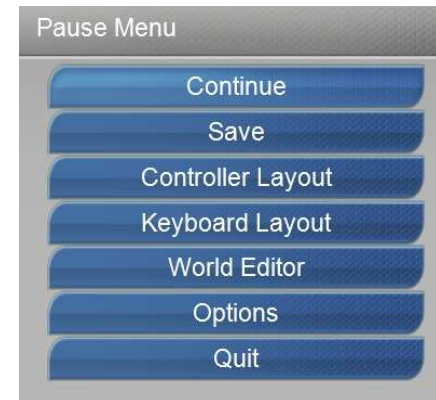 Pause Menu
Continue
Save
Controller Layout
Keyboard Layout
World Editor
Options
Quit